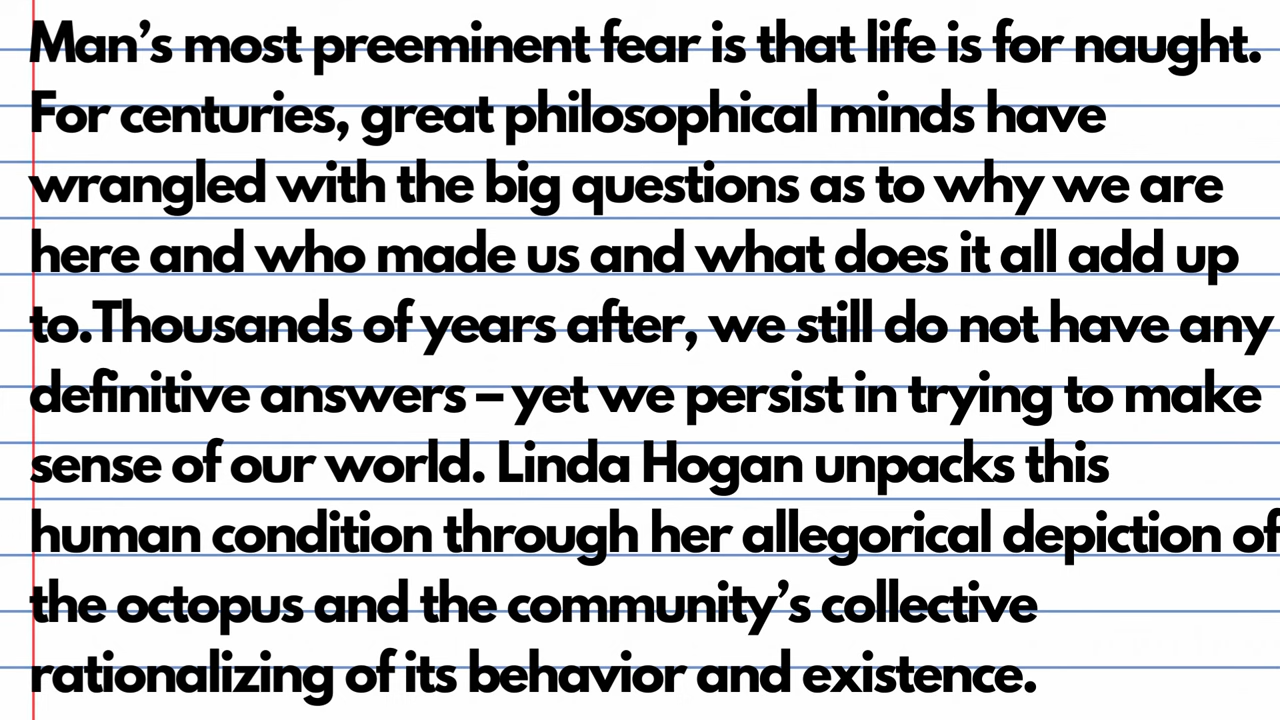 Man’s most preeminent fear is that life is for naught.
For centuries, great philosophical minds have
wrangled with the big questions as to why we are
here and who made us and what does it all add up
to.Thousands of years after, we still do not have any
definitive answers – yet we persist in trying to make
sense of our world. Linda Hogan unpacks this
human condition through her allegorical depiction of
the octopus and the community’s collective
rationalizing of its behavior and existence.